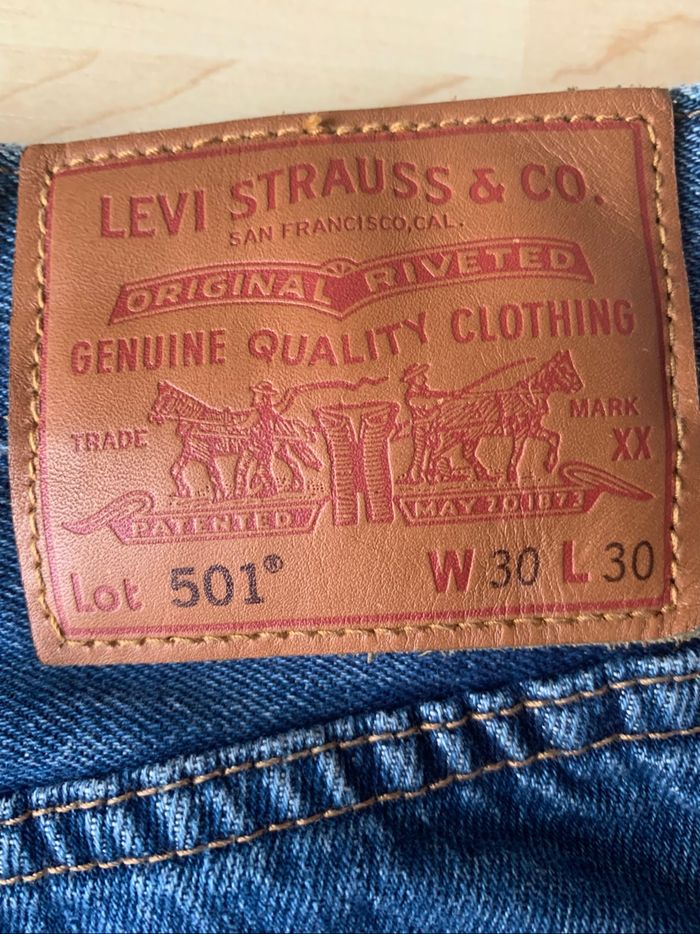 LEVI STRAUSS & CO.
SAN FRANCISCO, CAL.
ORIGINAL RIVETED
GENUINE QUALITY CLOTHING
TRADE MARK
XX
PATENTED MAY 20 1873
Lot 501® W 30 L 30